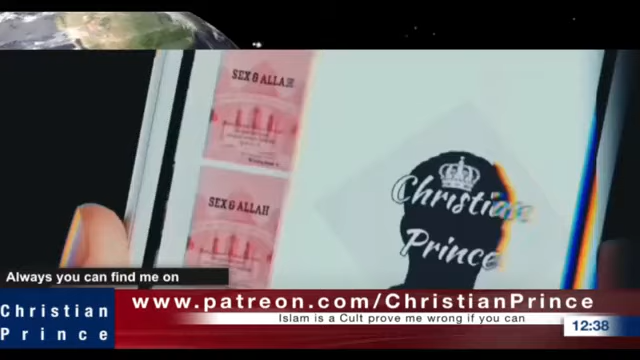 SEX & ALLAH
SEX & ALLAH
Christian
Prince
Always you can find me on
Christian
Prince
www.patreon.com/ChristianPrince
Islam is a Cult prove me wrong if you can
12:38